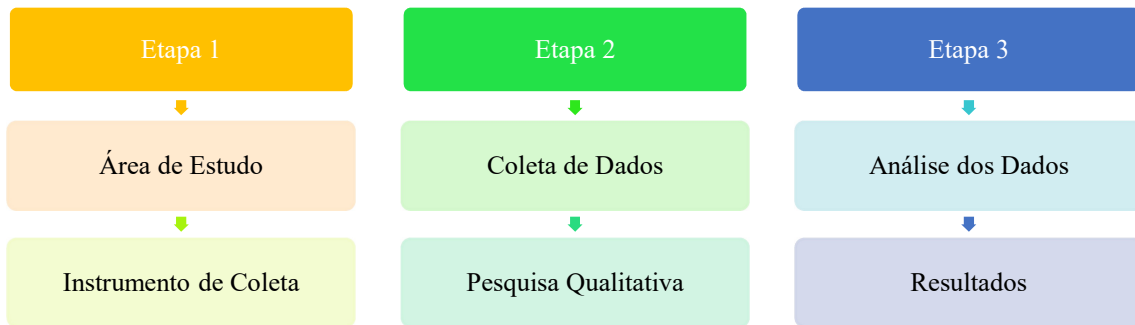 Etapa 1
Etapa 2
Etapa 3
Área de Estudo
Coleta de Dados
Análise dos Dados
Instrumento de Coleta
Pesquisa Qualitativa
Resultados